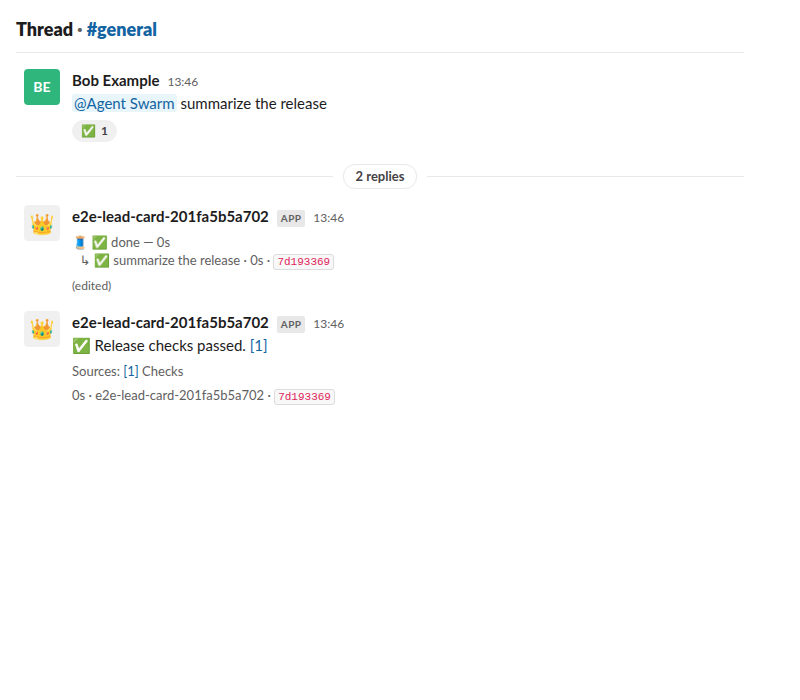 Thread • #general
BE
Bob Example 13:46
@Agent Swarm summarize the release
✅ 1
2 replies
e2e-lead-card-201fa5b5a702 APP 13:46
🧵 ✅ done — 0s
↳ ✅ summarize the release · 0s · 7d193369
(edited)
e2e-lead-card-201fa5b5a702 APP 13:46
✅ Release checks passed. [1]
Sources: [1] Checks
0s · e2e-lead-card-201fa5b5a702 · 7d193369